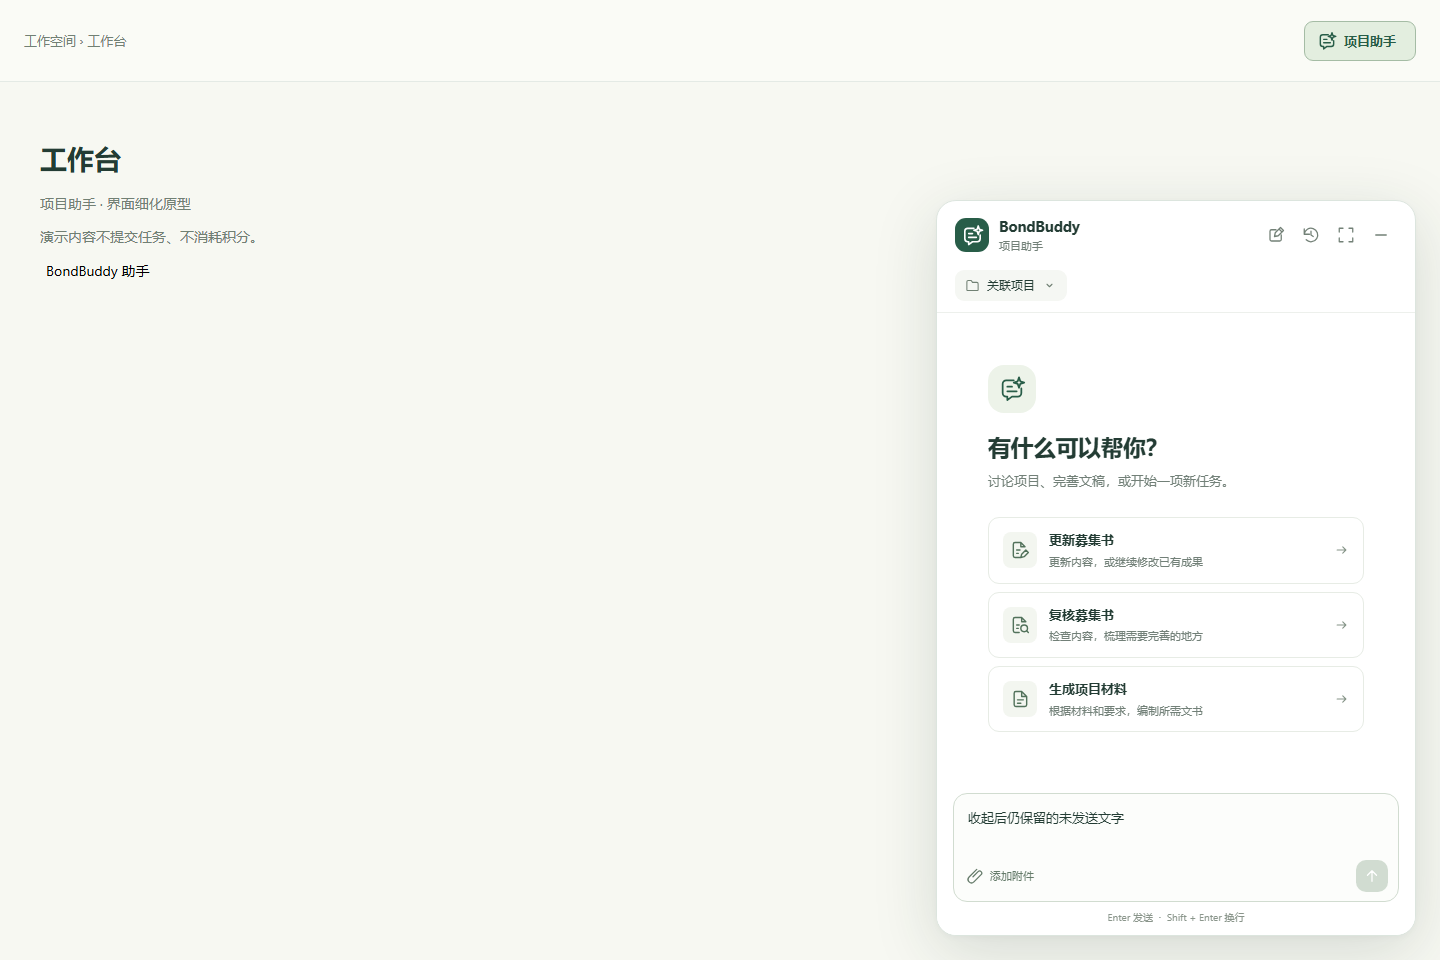 工作空间 › 工作台
项目助手
工作台
项目助手 · 界面细化原型
演示内容不提交任务、不消耗积分。
BondBuddy 助手
BondBuddy
项目助手
关联项目
有什么可以帮你?
讨论项目、完善文稿，或开始一项新任务。
更新募集书
更新内容，或继续修改已有成果
复核募集书
检查内容，梳理需要完善的地方
生成项目材料
根据材料和要求，编制所需文书
收起后仍保留的未发送文字
添加附件
Enter 发送 · Shift + Enter 换行